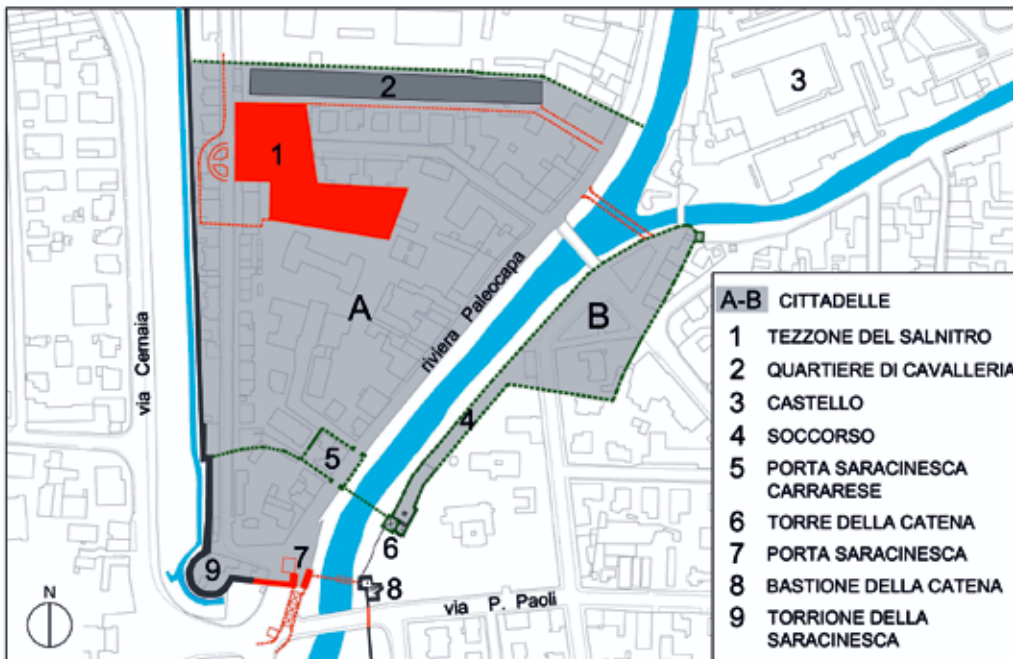 2
3
1
A
riviera Paleocapa
B
via Cernaia
4
5
6
7
9
8
via P. Paoli
N
A-B CITTADELLE
1 TEZZONE DEL SALNITRO
2 QUARTIERE DI CAVALLERIA
3 CASTELLO
4 SOCCORSO
5 PORTA SARACINESCA
CARRARESE
6 TORRE DELLA CATENA
7 PORTA SARACINESCA
8 BASTIONE DELLA CATENA
9 TORRIONE DELLA
SARACINESCA